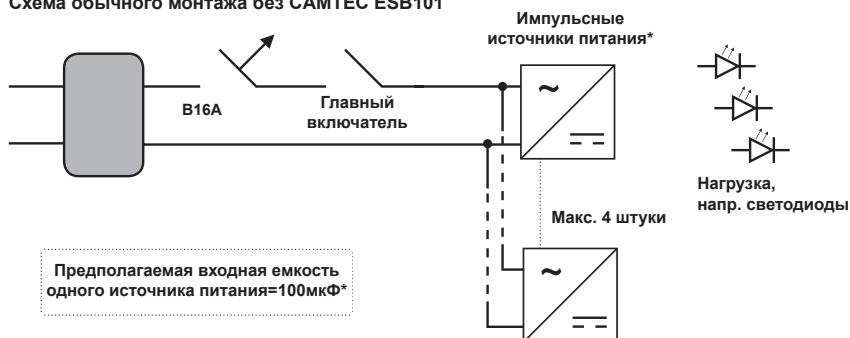 Схема обычного монтажа без CAMTEC ESB101
Импульсные
источники питания*
B16A
Главный
включатель
Нагрузка,
напр. светодиоды
Макс. 4 штуки
Предполагаемая входная емкость
одного источника питания=100мкФ*